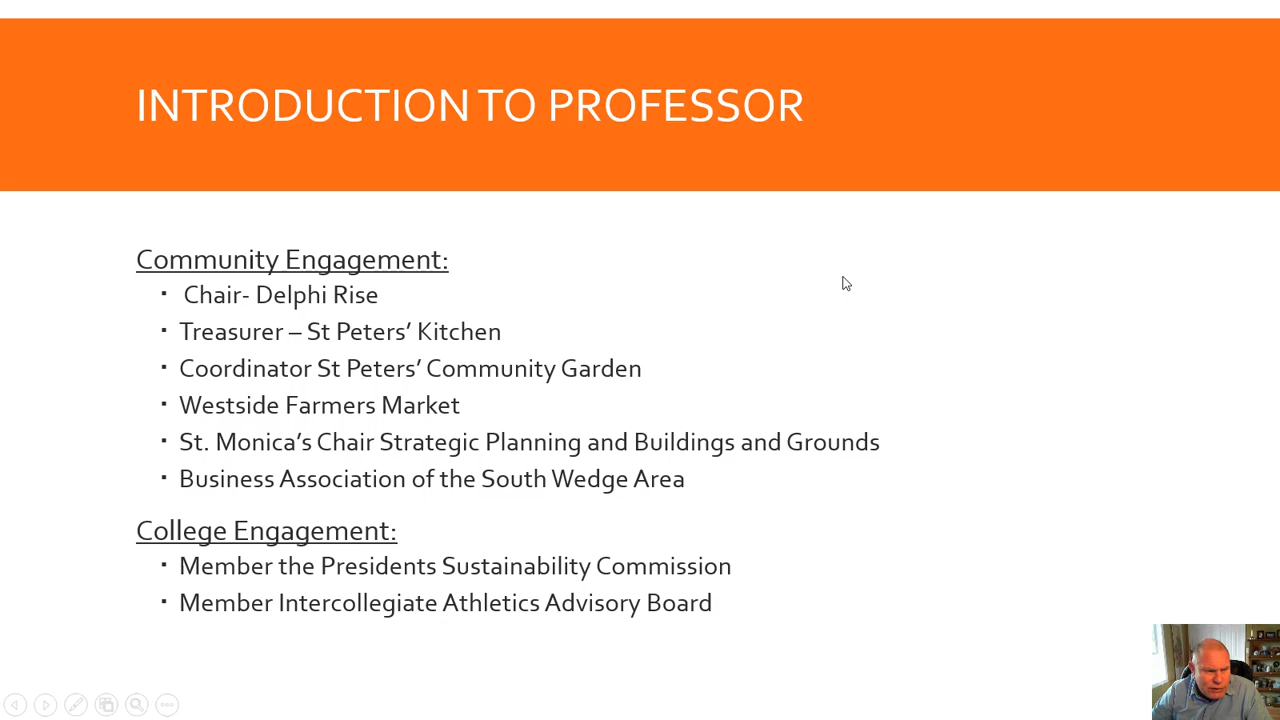 INTRODUCTION TO PROFESSOR
Community Engagement:
Chair- Delphi Rise
Treasurer – St Peters’ Kitchen
Coordinator St Peters’ Community Garden
Westside Farmers Market
St. Monica’s Chair Strategic Planning and Buildings and Grounds
Business Association of the South Wedge Area
College Engagement:
Member the Presidents Sustainability Commission
Member Intercollegiate Athletics Advisory Board